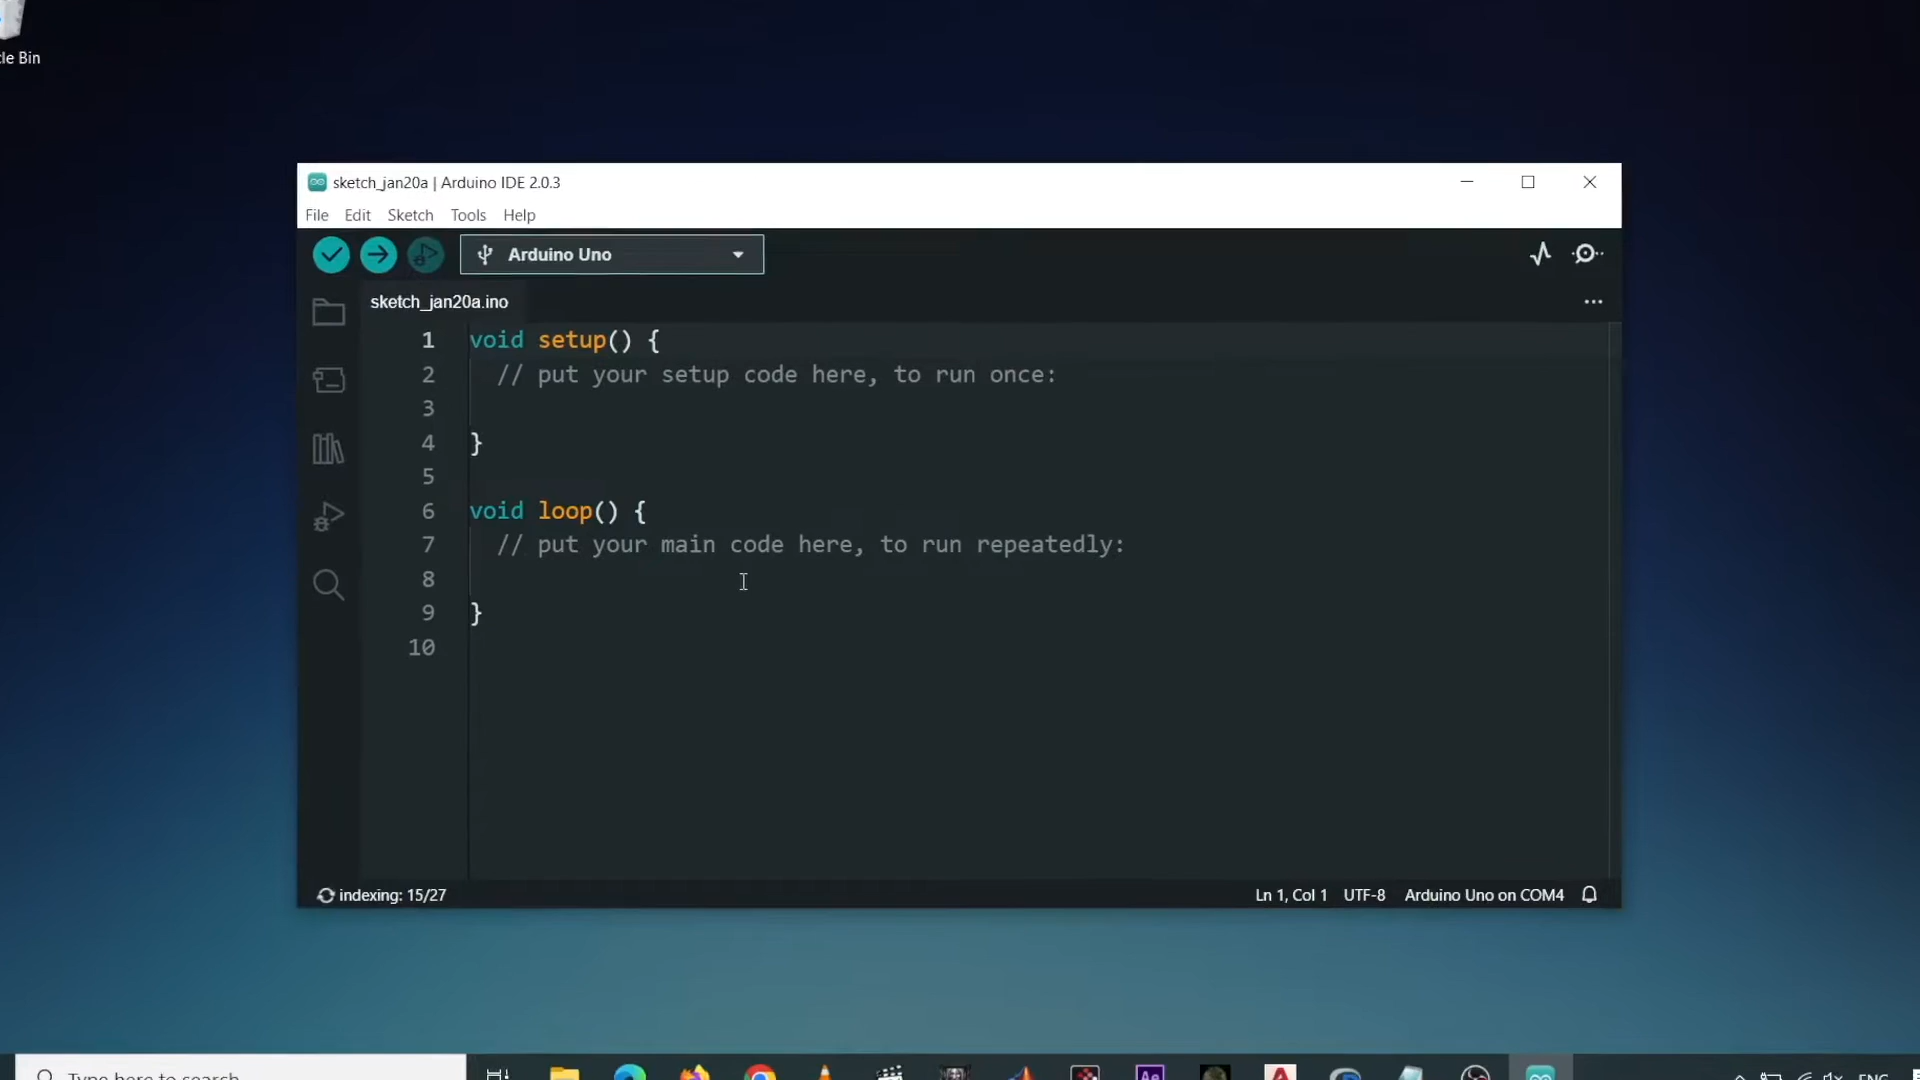 cle Bin
sketch_jan20a | Arduino IDE 2.0.3
File Edit Sketch Tools Help
Arduino Uno
sketch_jan20a.ino
1 void setup() {
2 // put your setup code here, to run once:
3
4 }
5
6 void loop() {
7 // put your main code here, to run repeatedly:
8
9 }
10
indexing: 15/27 Ln 1, Col 1 UTF-8 Arduino Uno on COM4
Type here to search Ae ENG